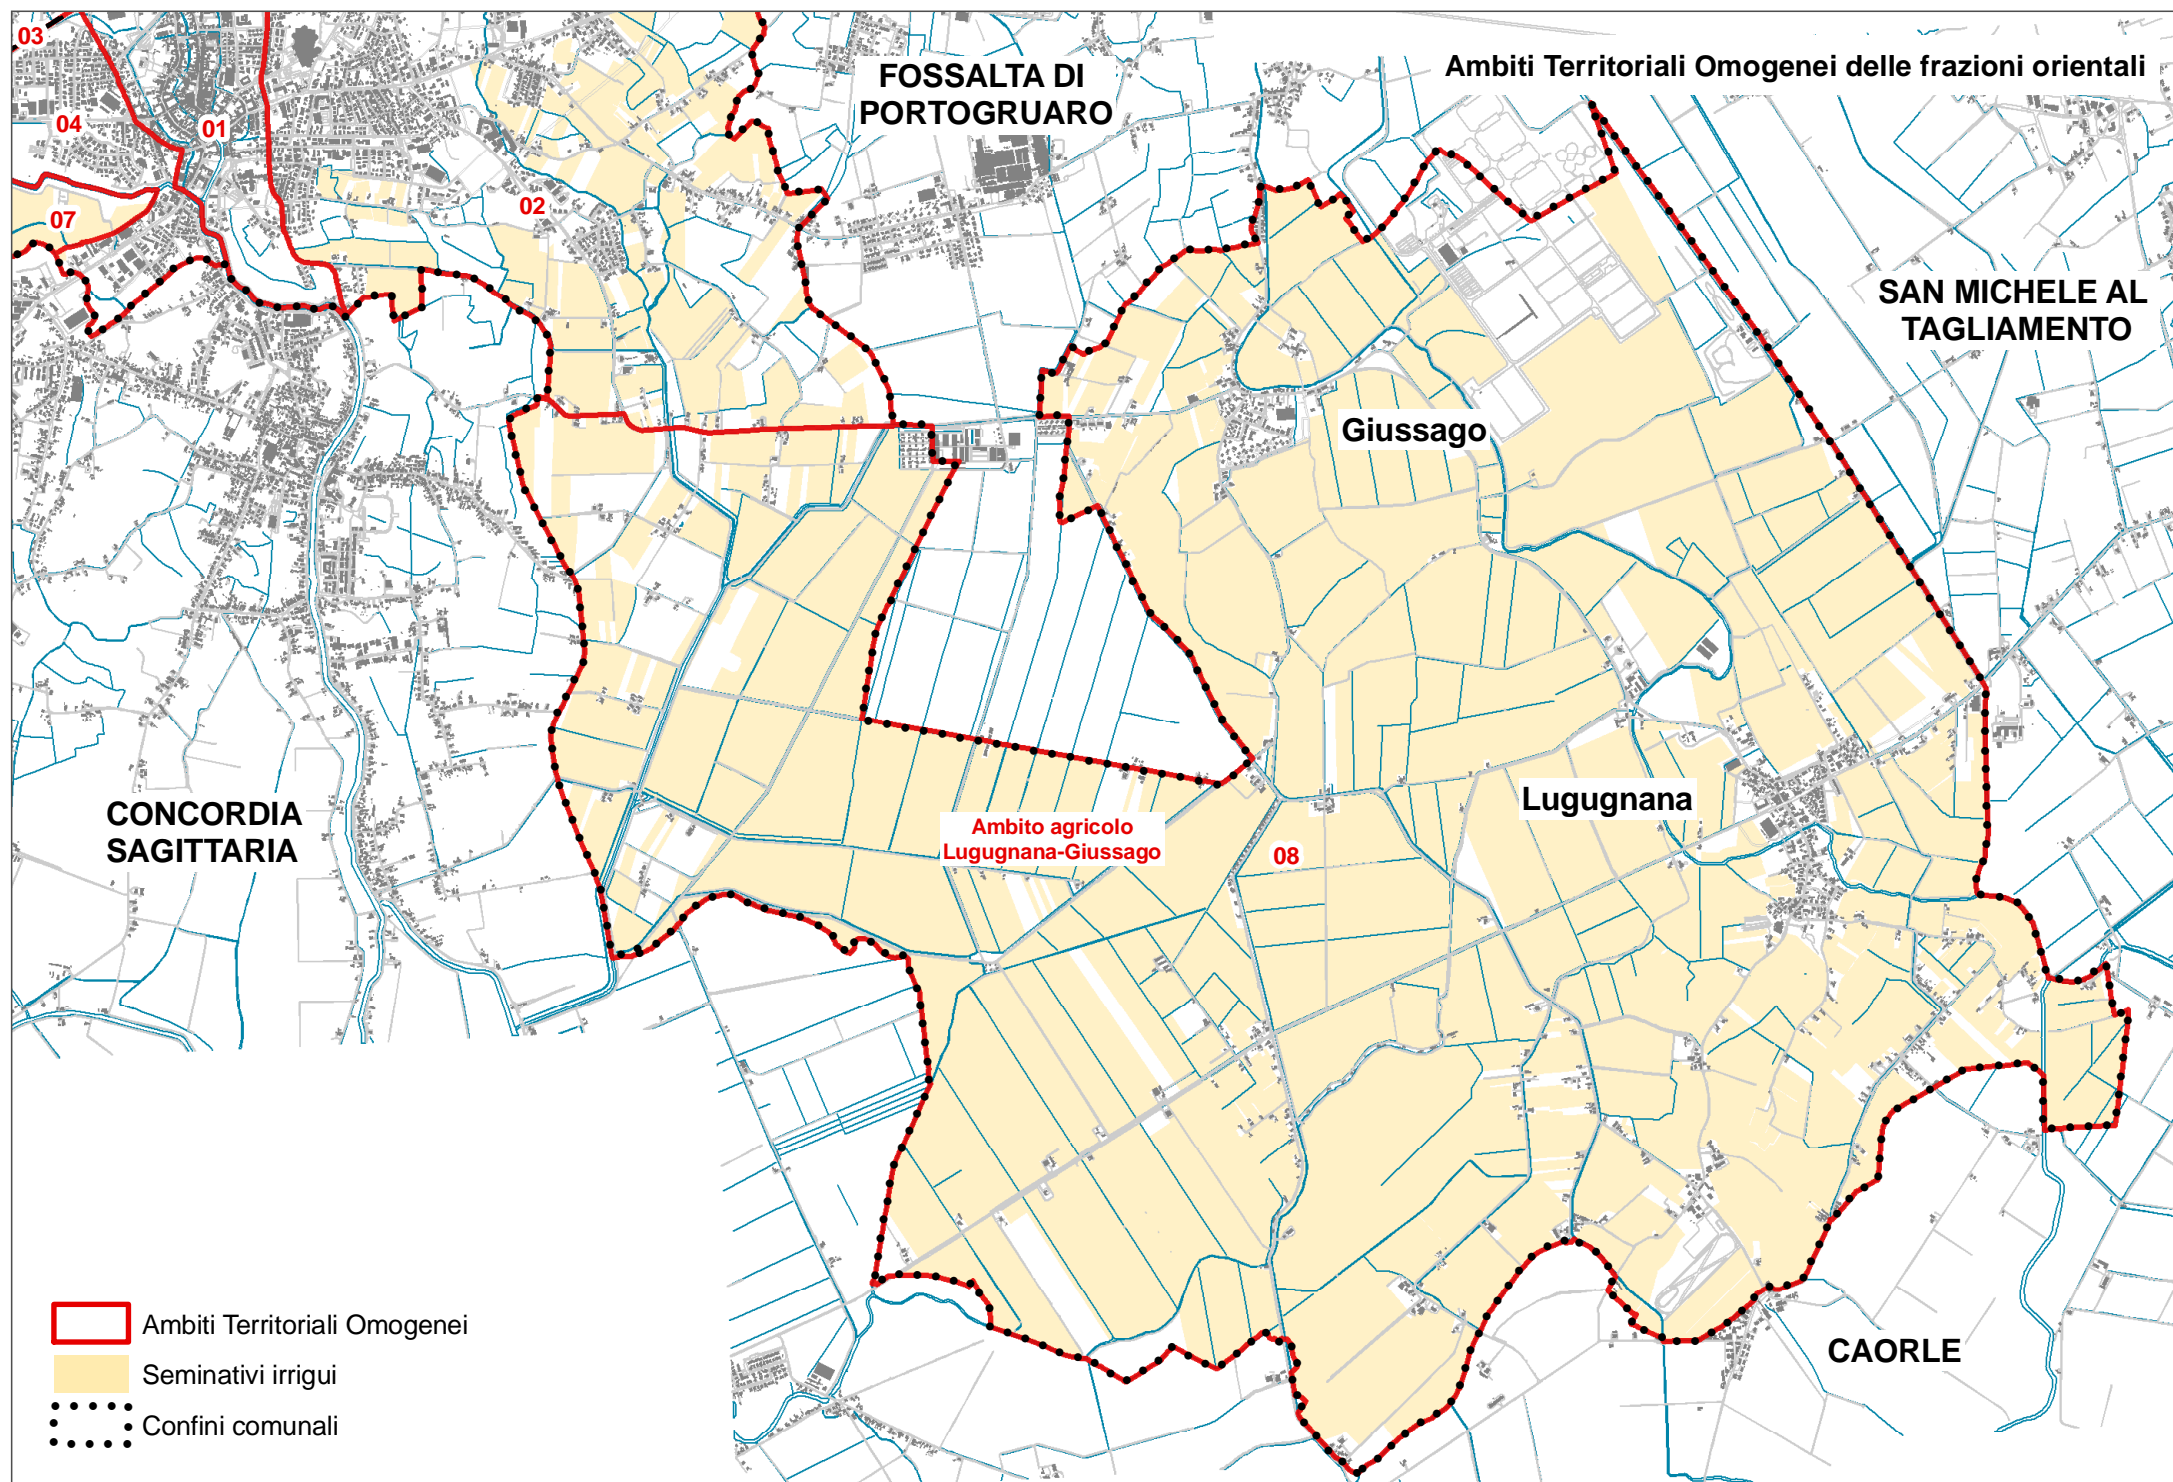 Ambiti Territoriali Omogenei delle frazioni orientali
03
04
01
07
02
FOSSALTA DI
PORTOGRUARO
SAN MICHELE AL
TAGLIAMENTO
Giussago
Lugugnana
CONCORDIA
SAGITTARIA
Ambito agricolo
Lugugnana-Giussago
08
CAORLE
Ambiti Territoriali Omogenei
Seminativi irrigui
Confini comunali